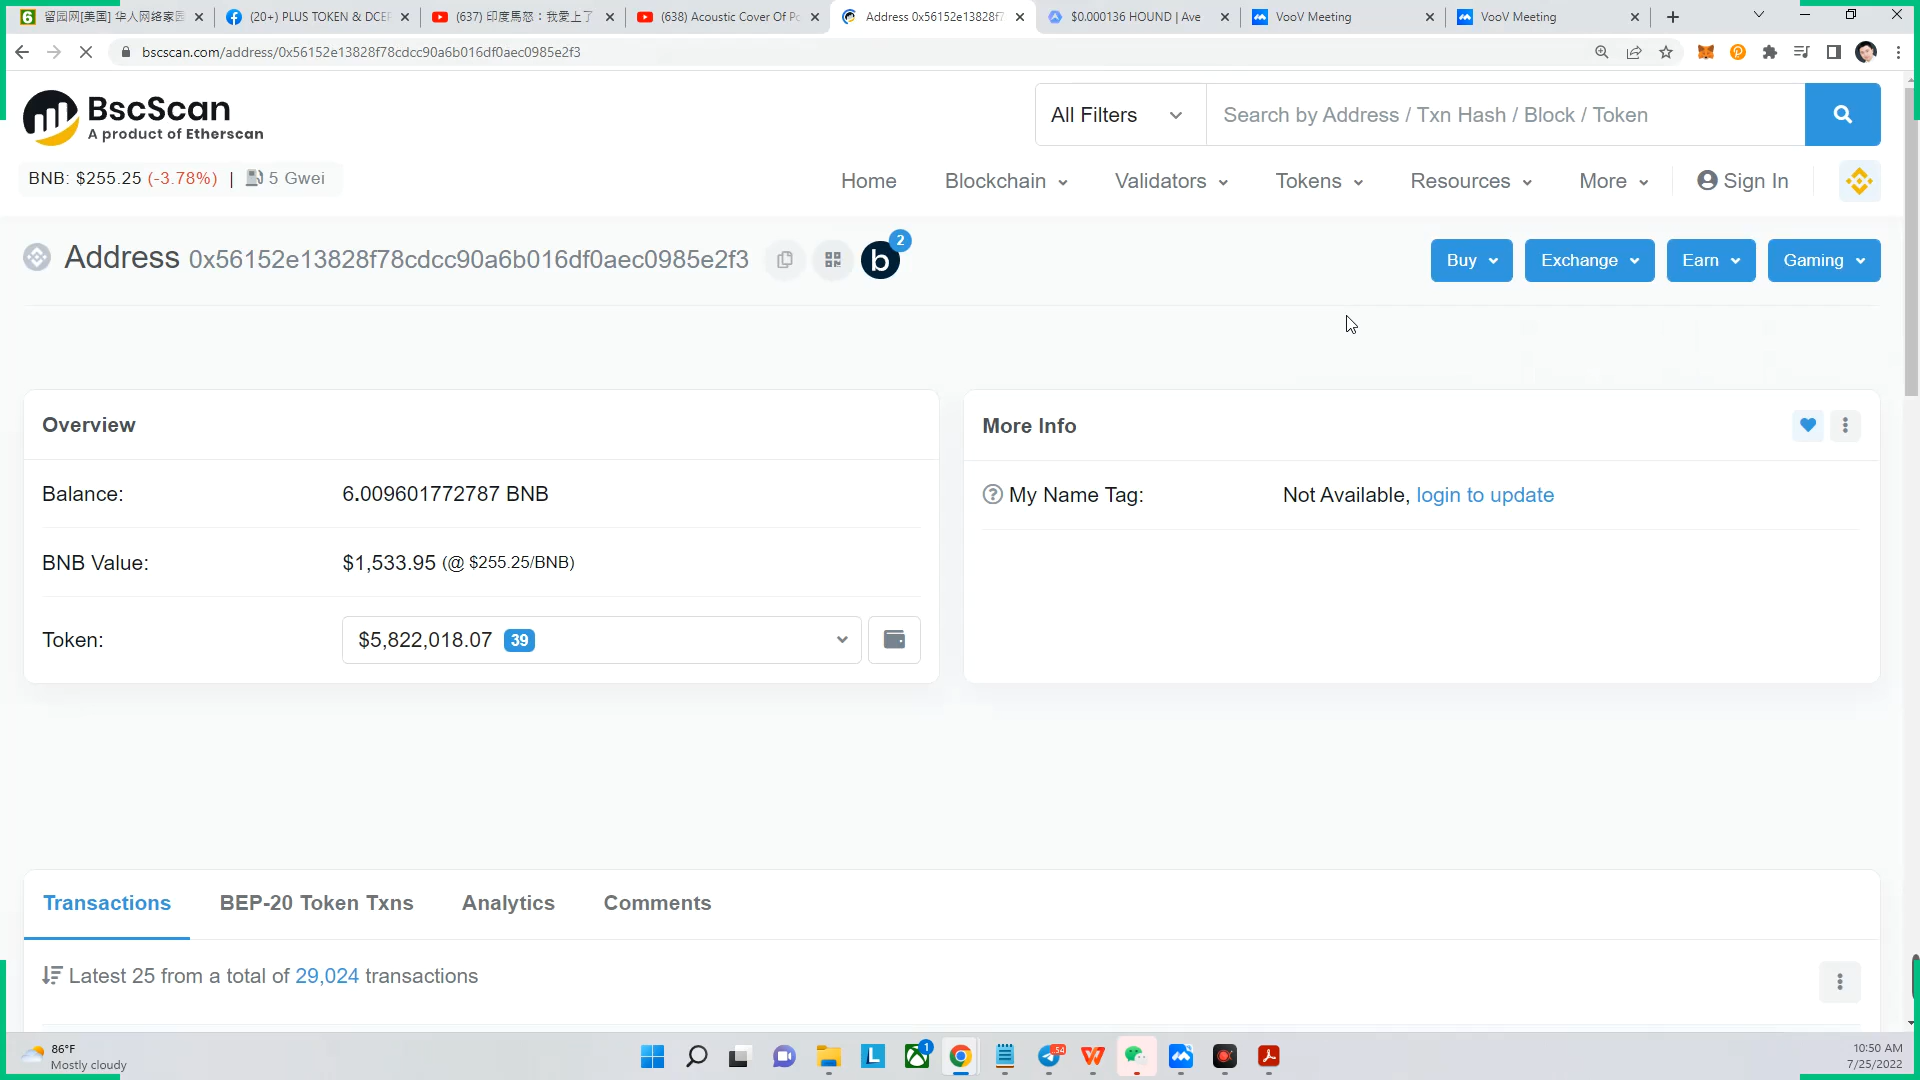 留园网[美国] 华人网络家园
(20+) PLUS TOKEN & DCEP
(637) 印度馬怒：我愛上了
(638) Acoustic Cover Of Po
Address 0x56152e13828f7
$0.000136 HOUND | Ave
VooV Meeting
VooV Meeting
bscscan.com/address/0x56152e13828f78cdcc90a6b016df0aec0985e2f3
BscScan
A product of Etherscan
All Filters
Search by Address / Txn Hash / Block / Token
BNB: $255.25 (-3.78%) | 5 Gwei
Home
Blockchain
Validators
Tokens
Resources
More
Sign In
Address 0x56152e13828f78cdcc90a6b016df0aec0985e2f3
b
2
Buy
Exchange
Earn
Gaming
Overview
Balance:
6.009601772787 BNB
BNB Value:
$1,533.95 (@ $255.25/BNB)
Token:
$5,822,018.07 39
More Info
My Name Tag:
Not Available, login to update
Transactions
BEP-20 Token Txns
Analytics
Comments
Latest 25 from a total of 29,024 transactions
86°F
Mostly cloudy
L
1
54
10:50 AM
7/25/2022